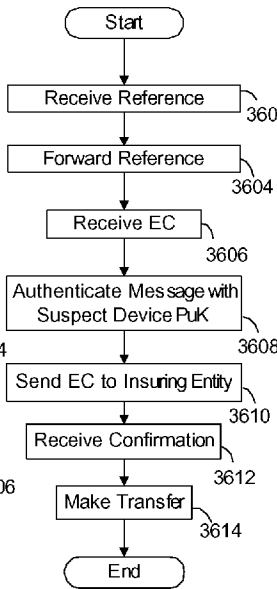 Start
Receive Reference
360
Forward Reference
3604
Receive EC
3606
Authenticate Message with
Suspect Device PuK
3608
4
Send EC to Insuring Entity
3610
Receive Confirmation
3612
06
Make Transfer
3614
End